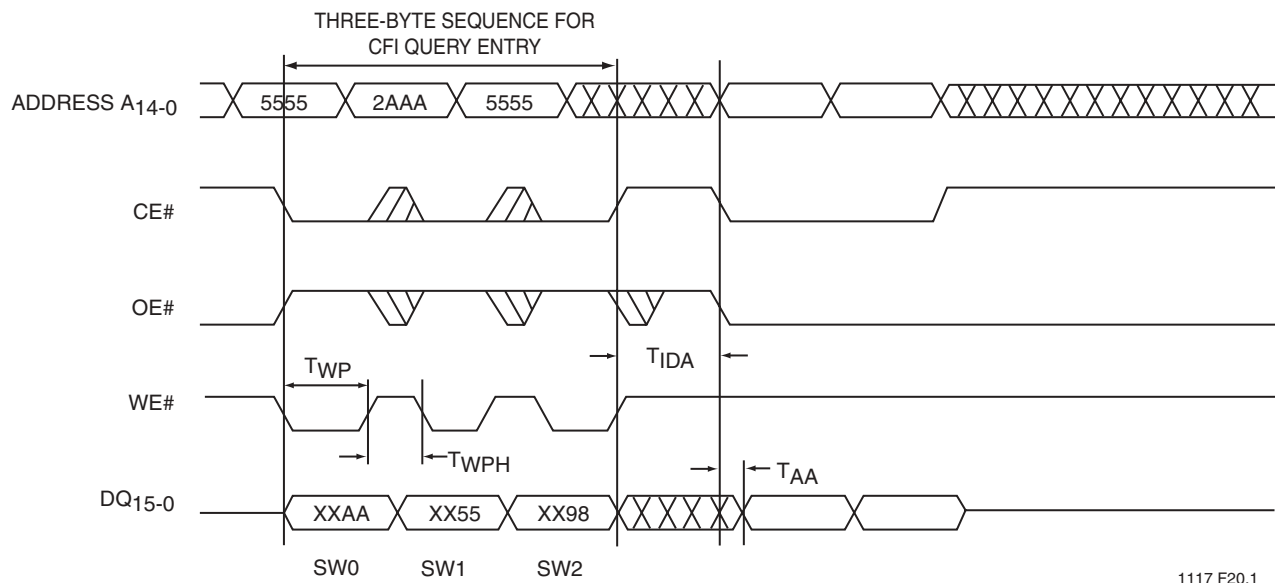 THREE-BYTE SEQUENCE FOR
CFI QUERY ENTRY
ADDRESS A14-0
5555 2AAA 5555
CE#
OE#
TIDA
TWP
WE#
TWPH
TAA
DQ15-0
XXAA XX55 XX98
SW0 SW1 SW2
1117 F20.1